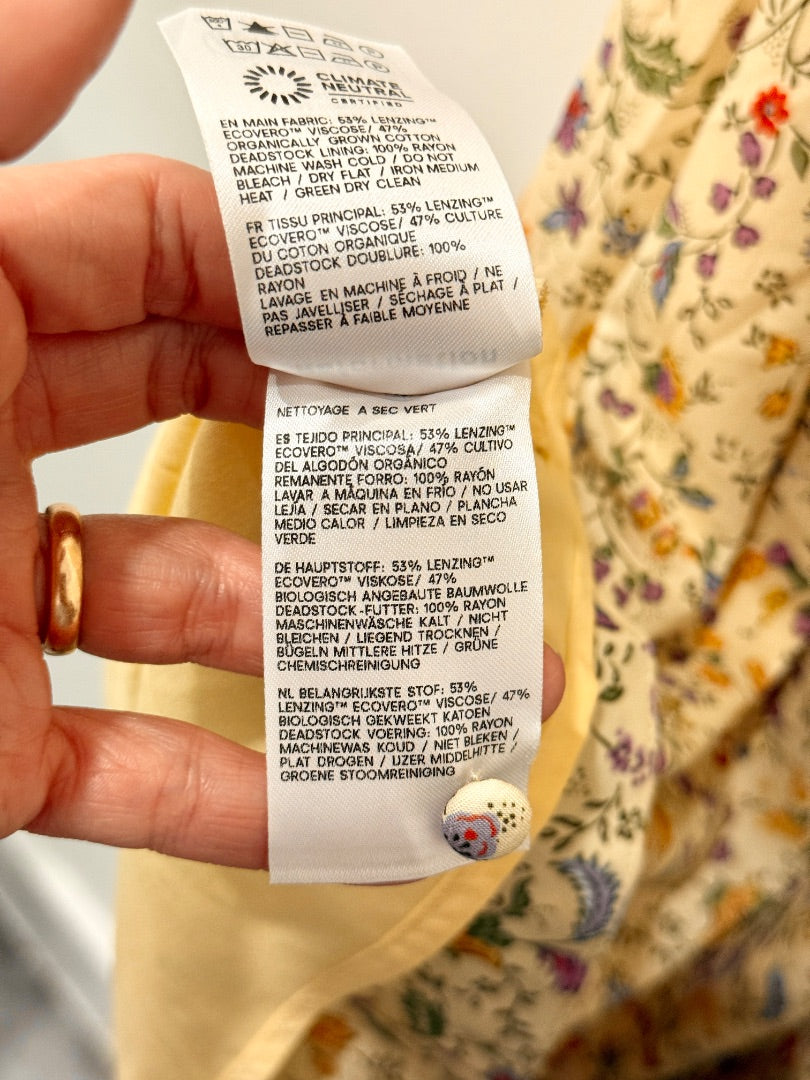 30
CLIMATE
NEUTRAL
CERTIFIED
EN MAIN FABRIC: 53% LENZING™
ECOVERO™ VISCOSE/ 47%
ORGANICALLY GROWN COTTON
DEADSTOCK LINING: 100% RAYON
MACHINE WASH COLD / DO NOT
BLEACH / DRY FLAT / IRON MEDIUM
HEAT / GREEN DRY CLEAN
FR TISSU PRINCIPAL: 53% LENZING™
ECOVERO™ VISCOSE/ 47% CULTURE
DU COTON ORGANIQUE
DEADSTOCK DOUBLURE: 100%
RAYON
LAVAGE EN MACHINE À FROID / NE
PAS JAVELLISER / SÉCHAGE À PLAT /
REPASSER À FAIBLE MOYENNE
NETTOYAGE A SEC VERT
ES TEJIDO PRINCIPAL: 53% LENZING™
ECOVERO™ VISCOSA/ 47% CULTIVO
DEL ALGODÓN ORGÁNICO
REMANENTE FORRO: 100% RAYÓN
LAVAR A MÁQUINA EN FRÍO / NO USAR
LEJÍA / SECAR EN PLANO / PLANCHA
MEDIO CALOR / LIMPIEZA EN SECO
VERDE
DE HAUPTSTOFF: 53% LENZING™
ECOVERO™ VISKOSE/ 47%
BIOLOGISCH ANGEBAUTE BAUMWOLLE
DEADSTOCK-FUTTER: 100% RAYON
MASCHINENWÄSCHE KALT / NICHT
BLEICHEN / LIEGEND TROCKNEN /
BÜGELN MITTLERE HITZE / GRÜNE
CHEMISCHREINIGUNG
NL BELANGRIJKSTE STOF: 53%
LENZING™ ECOVERO™ VISCOSE/ 47%
BIOLOGISCH GEKWEEKT KATOEN
DEADSTOCK VOERING: 100% RAYON
MACHINEWAS KOUD / NIET BLEKEN /
PLAT DROGEN / IJZER MIDDELHITTE /
GROENE STOOMREINIGING